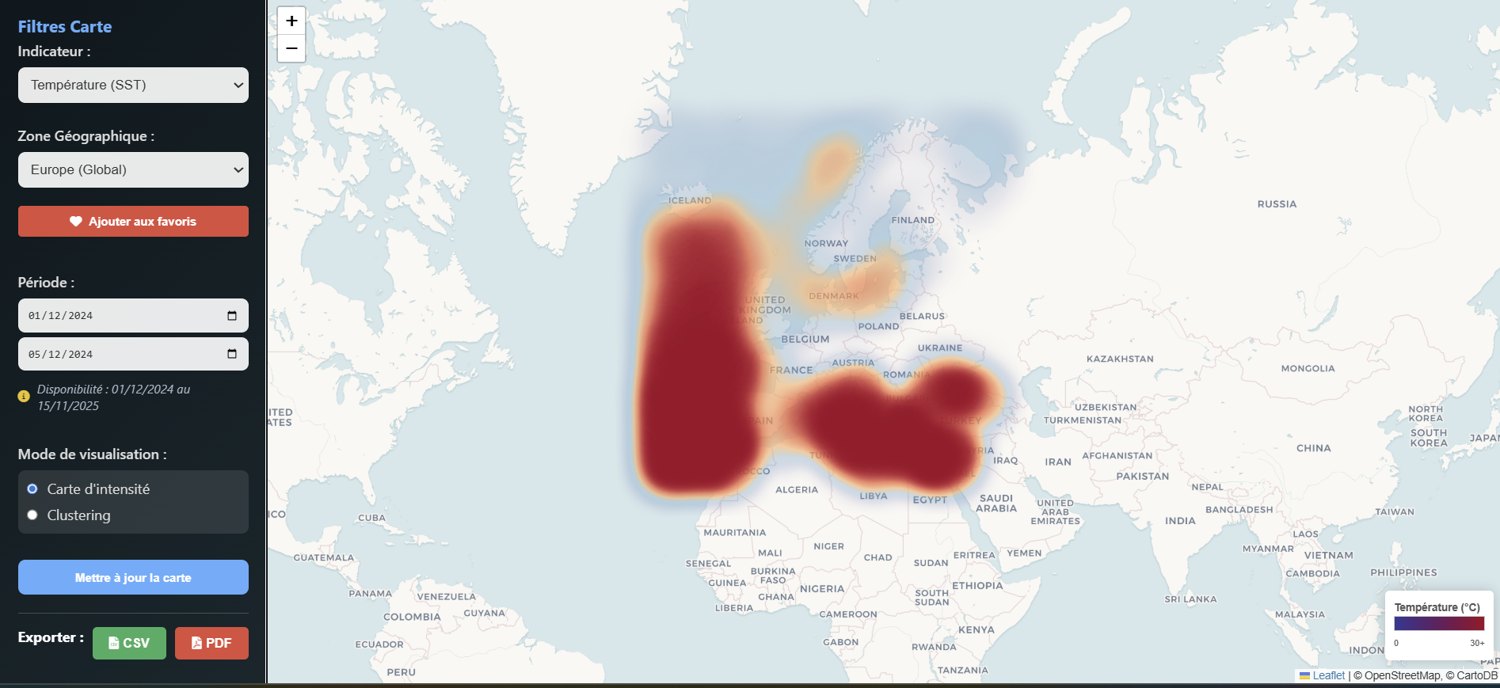 Filtres Carte
Indicateur :
Température (SST)
Zone Géographique :
Europe (Global)
Ajouter aux favoris
Période :
01/12/2024
05/12/2024
Disponibilité : 01/12/2024 au
15/11/2025
Mode de visualisation :
Carte d'intensité
Clustering
Mettre à jour la carte
Exporter :
CSV
PDF
+
−
ICELAND
FINLAND
NORWAY
SWEDEN
RUSSIA
UNITED
KINGDOM
DENMARK
BELARUS
POLAND
BELGIUM
UKRAINE
AUSTRIA
FRANCE
ROMANIA
KAZAKHSTAN
MONGOLIA
UZBEKISTAN
TURKMENISTAN
NORTH
KOREA
SOUTH
KOREA
JAPA
CHINA
AFGHANISTAN
IRAN
IRAQ
PAKISTAN
NEPAL
ALGERIA
LIBYA
EGYPT
SAUDI
ARABIA
UNITED
ARAB
EMIRATES
BANGLADESH
INDIA
TAIWAN
CUBA
MAURITANIA
MALI
NIGER
CHAD
SUDAN
ERITREA
YEMEN
LAOS
MYANMAR
VIETNAM
CAMBODIA
PHILIPPINES
GUATEMALA
SENEGAL
GUINEA
BURKINA
FASO
GHANA
NIGERIA
LIBERIA
SOUTH
SUDAN
ETHIOPIA
SRI LANKA
MALAYSIA
PANAMA
VENEZUELA
GUYANA
COLOMBIA
CAMEROON
GABON
KENYA
RWANDA
TANZANIA
ECUADOR
PERU
INDON
Température (°C)
0
30+
Leaflet | © OpenStreetMap, © CartoDB